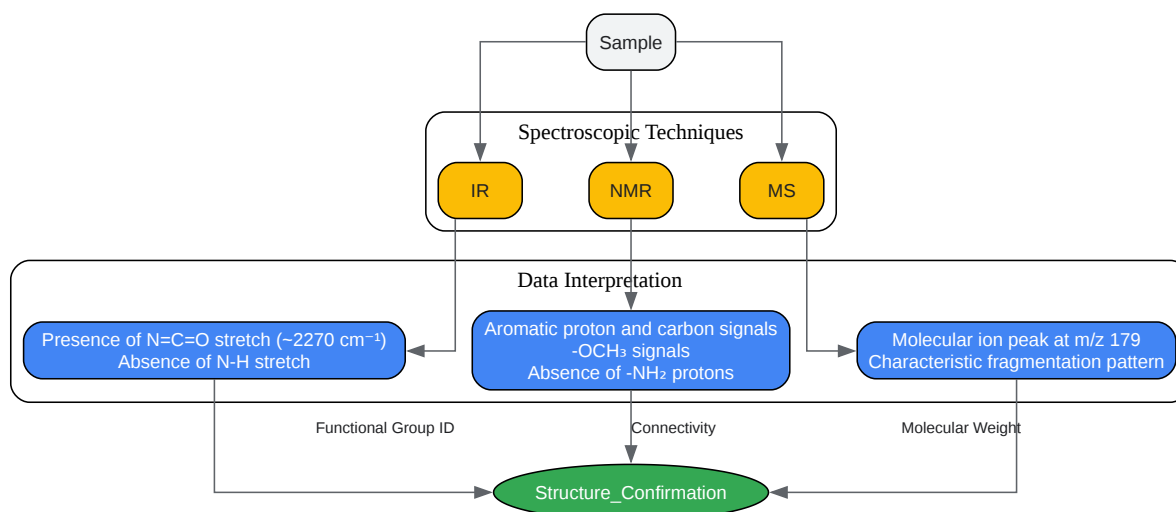 Sample
Spectroscopic Techniques
IR
NMR
MS
Data Interpretation
Presence of N=C=O stretch (~2270 cm⁻¹)
Absence of N-H stretch
Aromatic proton and carbon signals
-OCH₃ signals
Absence of -NH₂ protons
Molecular ion peak at m/z 179
Characteristic fragmentation pattern
Functional Group ID
Connectivity
Molecular Weight
Structure_Confirmation